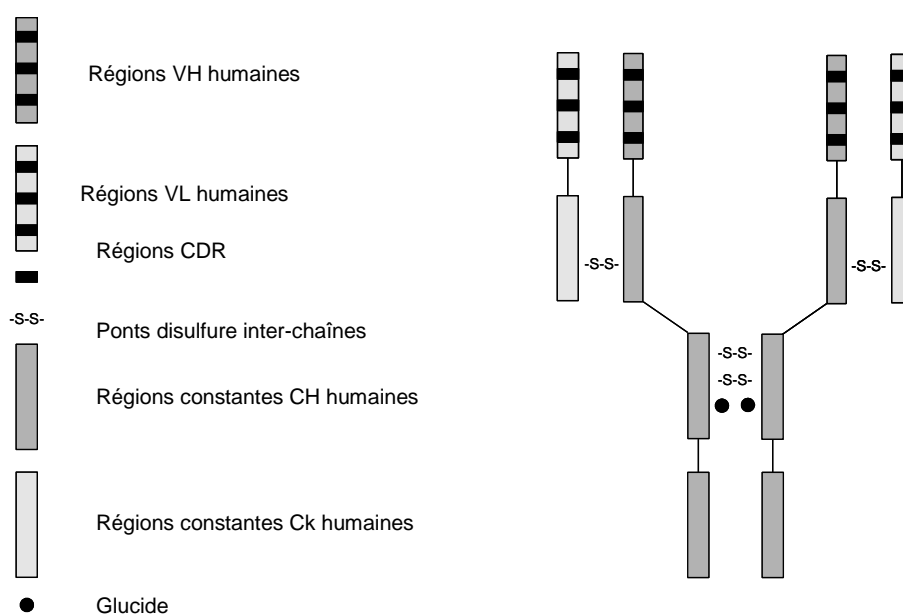 Régions VH humaines
Régions VL humaines
Régions CDR
-S-S-
Ponts disulfure inter-chaînes
Régions constantes CH humaines
Régions constantes Ck humaines
Glucide
-S-S-
-S-S-
-S-S-
-S-S-